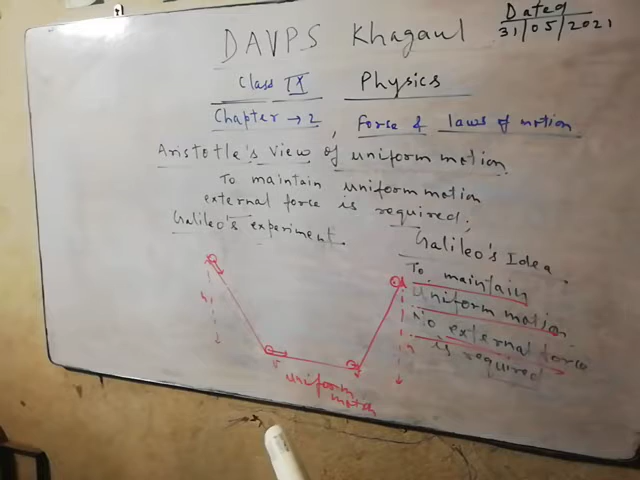 Dated
31/05/2021
DAVPS Khagaul
Class IX Physics
Chapter → 2, Force & laws of motion
Aristotle's view of uniform motion
To maintain uniform motion
external force is required.
Galileo's experiment
Galileo's Idea
To maintain
uniform motion
No external force
is required
h
h
v
uniform
motion